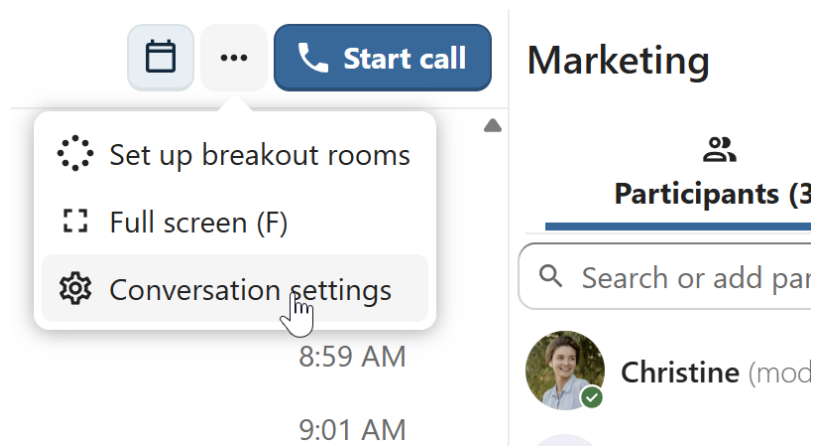 Start call
Marketing
Set up breakout rooms
Full screen (F)
Conversation settings
8:59 AM
9:01 AM
Participants (3
Search or add par
Christine (mod